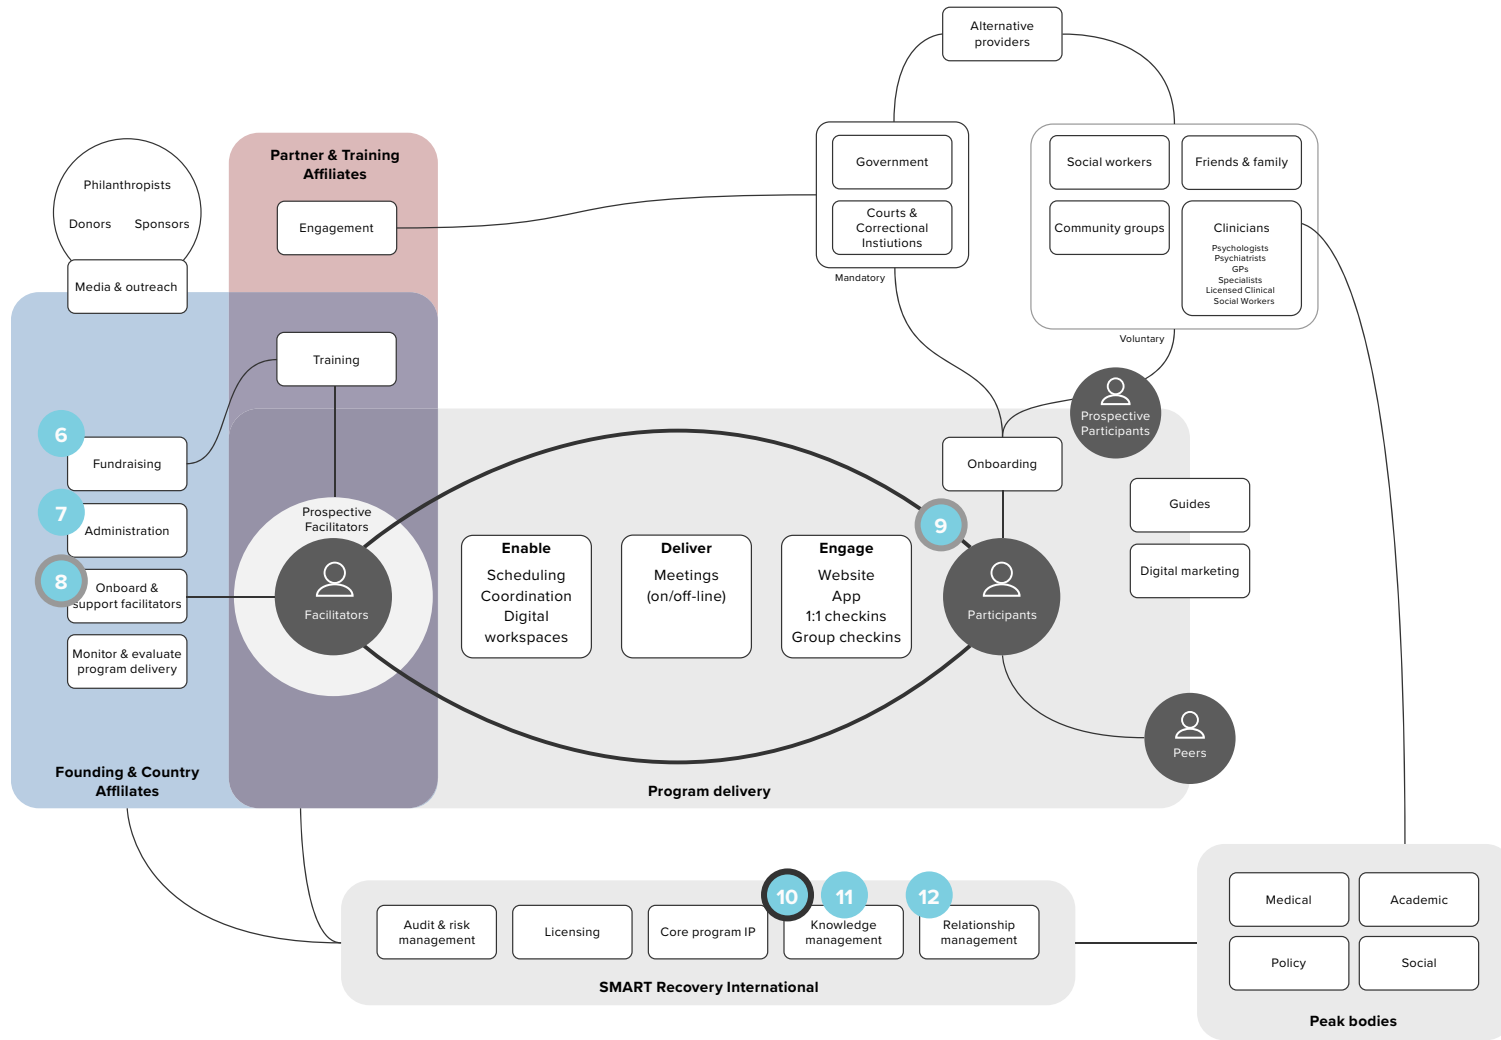 Alternative
providers
Government
Courts &
Correctional
Instiutions
Mandatory
Social workers
Friends & family
Community groups
Clinicians
Psychologists
Psychiatrists
GPs
Specialists
Licensed Clinical
Social Workers
Voluntary
Philanthropists
Donors
Sponsors
Media & outreach
Partner & Training
Affiliates
Engagement
Training
6
Fundraising
7
Administration
8
Onboard &
support facilitators
Monitor & evaluate
program delivery
Founding & Country
Afflilates
Prospective
Facilitators
Facilitators
Enable
Scheduling
Coordination
Digital
workspaces
Deliver
Meetings
(on/off-line)
Engage
Website
App
1:1 checkins
Group checkins
9
Onboarding
Prospective
Participants
Participants
Guides
Digital marketing
Peers
Program delivery
10
11
12
Audit & risk
management
Licensing
Core program IP
Knowledge
management
Relationship
management
SMART Recovery International
Medical
Academic
Policy
Social
Peak bodies